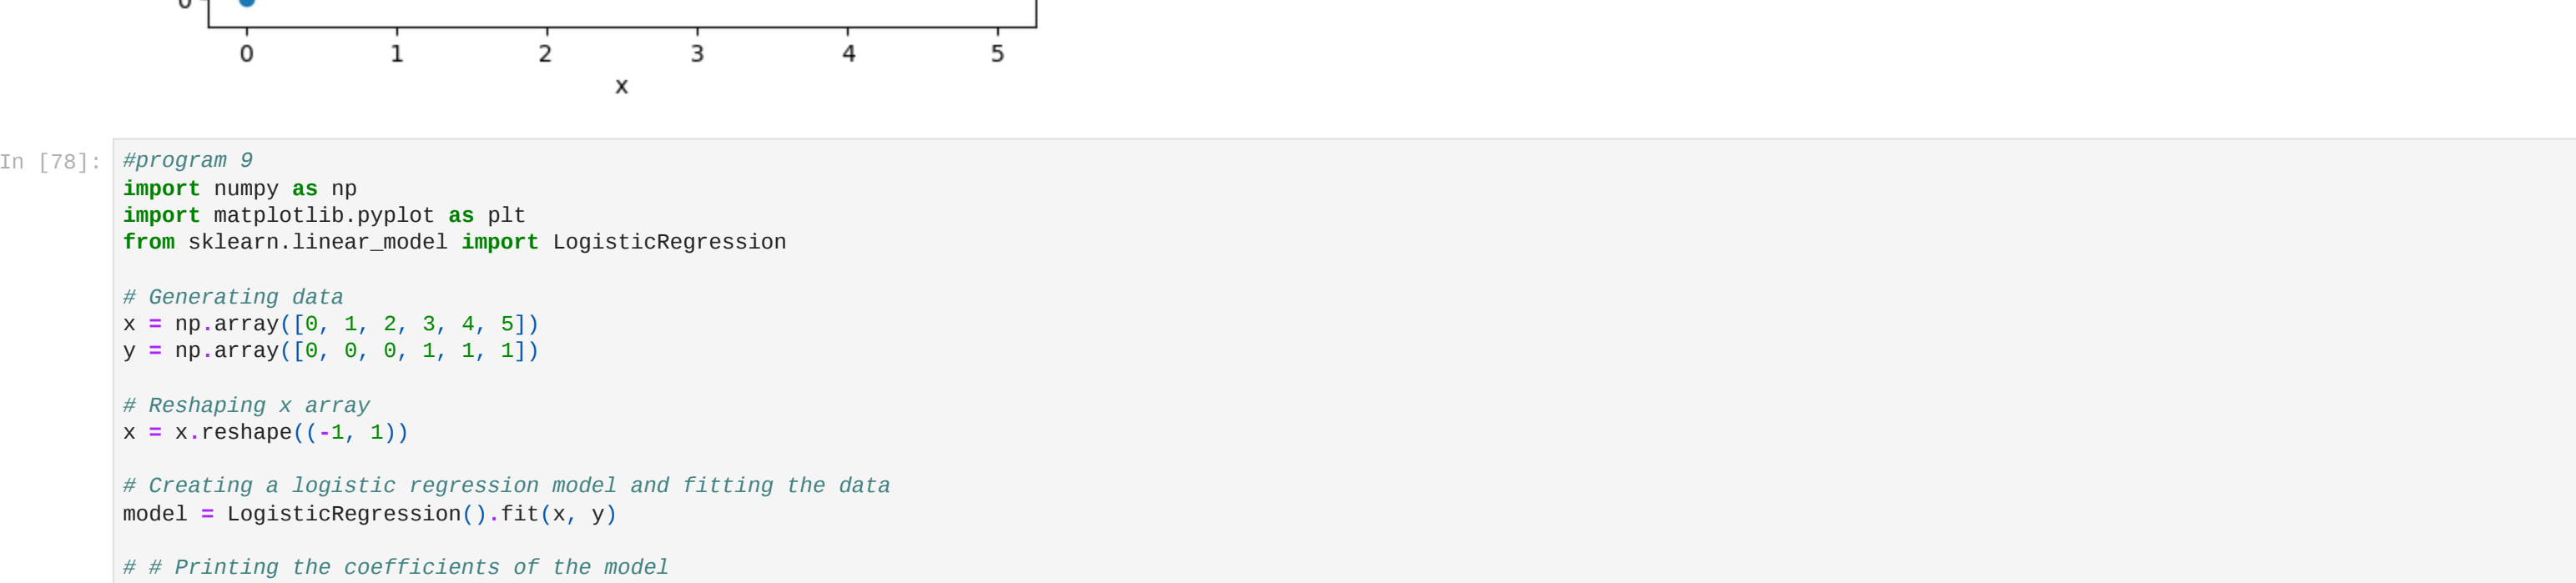 0
0 1 2 3 4 5
x
In [78]:
#program 9
import numpy as np
import matplotlib.pyplot as plt
from sklearn.linear_model import LogisticRegression
# Generating data
x = np.array([0, 1, 2, 3, 4, 5])
y = np.array([0, 0, 0, 1, 1, 1])
# Reshaping x array
x = x.reshape((-1, 1))
# Creating a logistic regression model and fitting the data
model = LogisticRegression().fit(x, y)
# # Printing the coefficients of the model